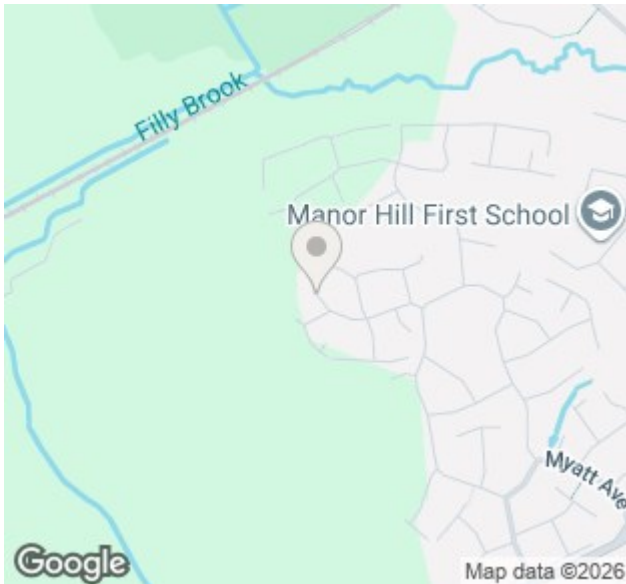 Filly Brook
Manor Hill First School
Myatt Ave
Google
Map data ©2026